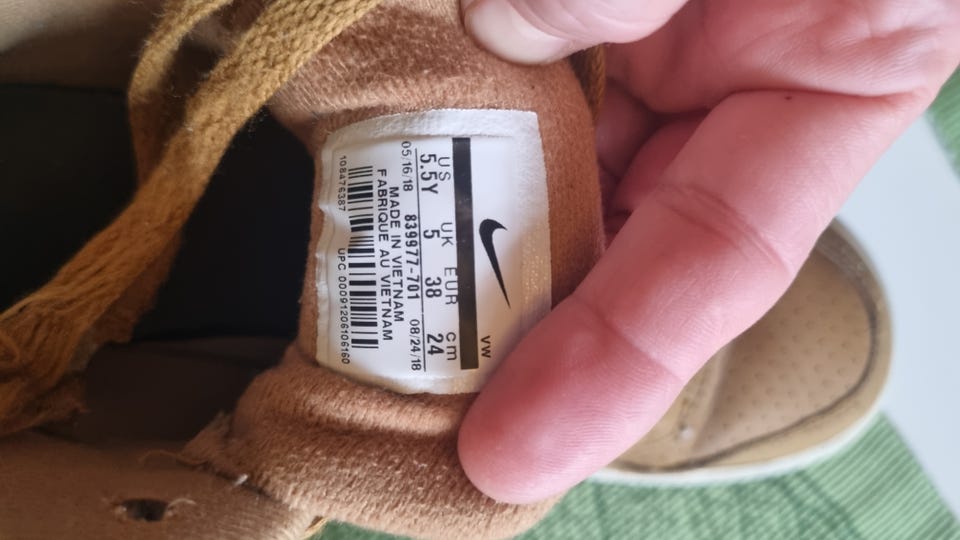 VW
US UK EUR cm
5.5Y 5 38 24
05/16/18 839977-701 08/24/18
MADE IN VIETNAM
FABRIQUE AU VIETNAM
108476387 UPC 00091206106160